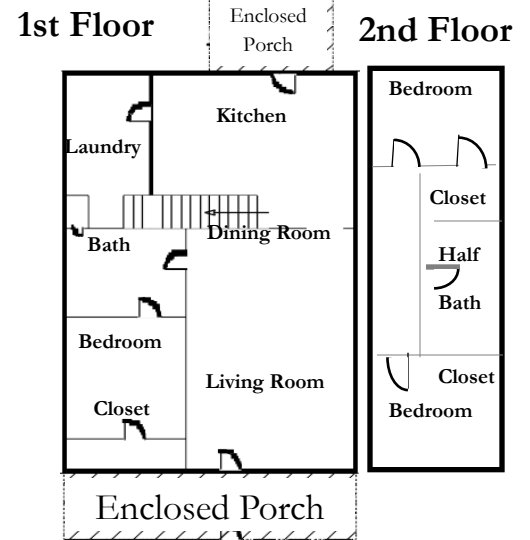 1st Floor
Enclosed
Porch
Kitchen
Laundry
Dining Room
Bath
Bedroom
Living Room
Closet
Enclosed Porch
2nd Floor
Bedroom
Closet
Half
Bath
Closet
Bedroom